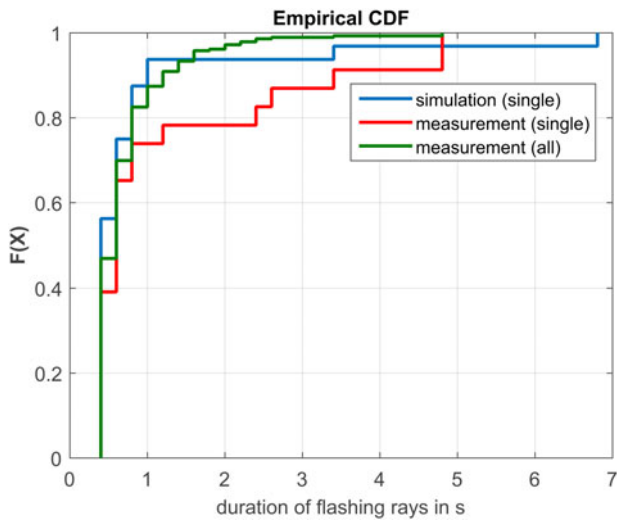 Empirical CDF
F(X)
1
0.8
0.6
0.4
0.2
0
simulation (single)
measurement (single)
measurement (all)
0 1 2 3 4 5 6 7
duration of flashing rays in s